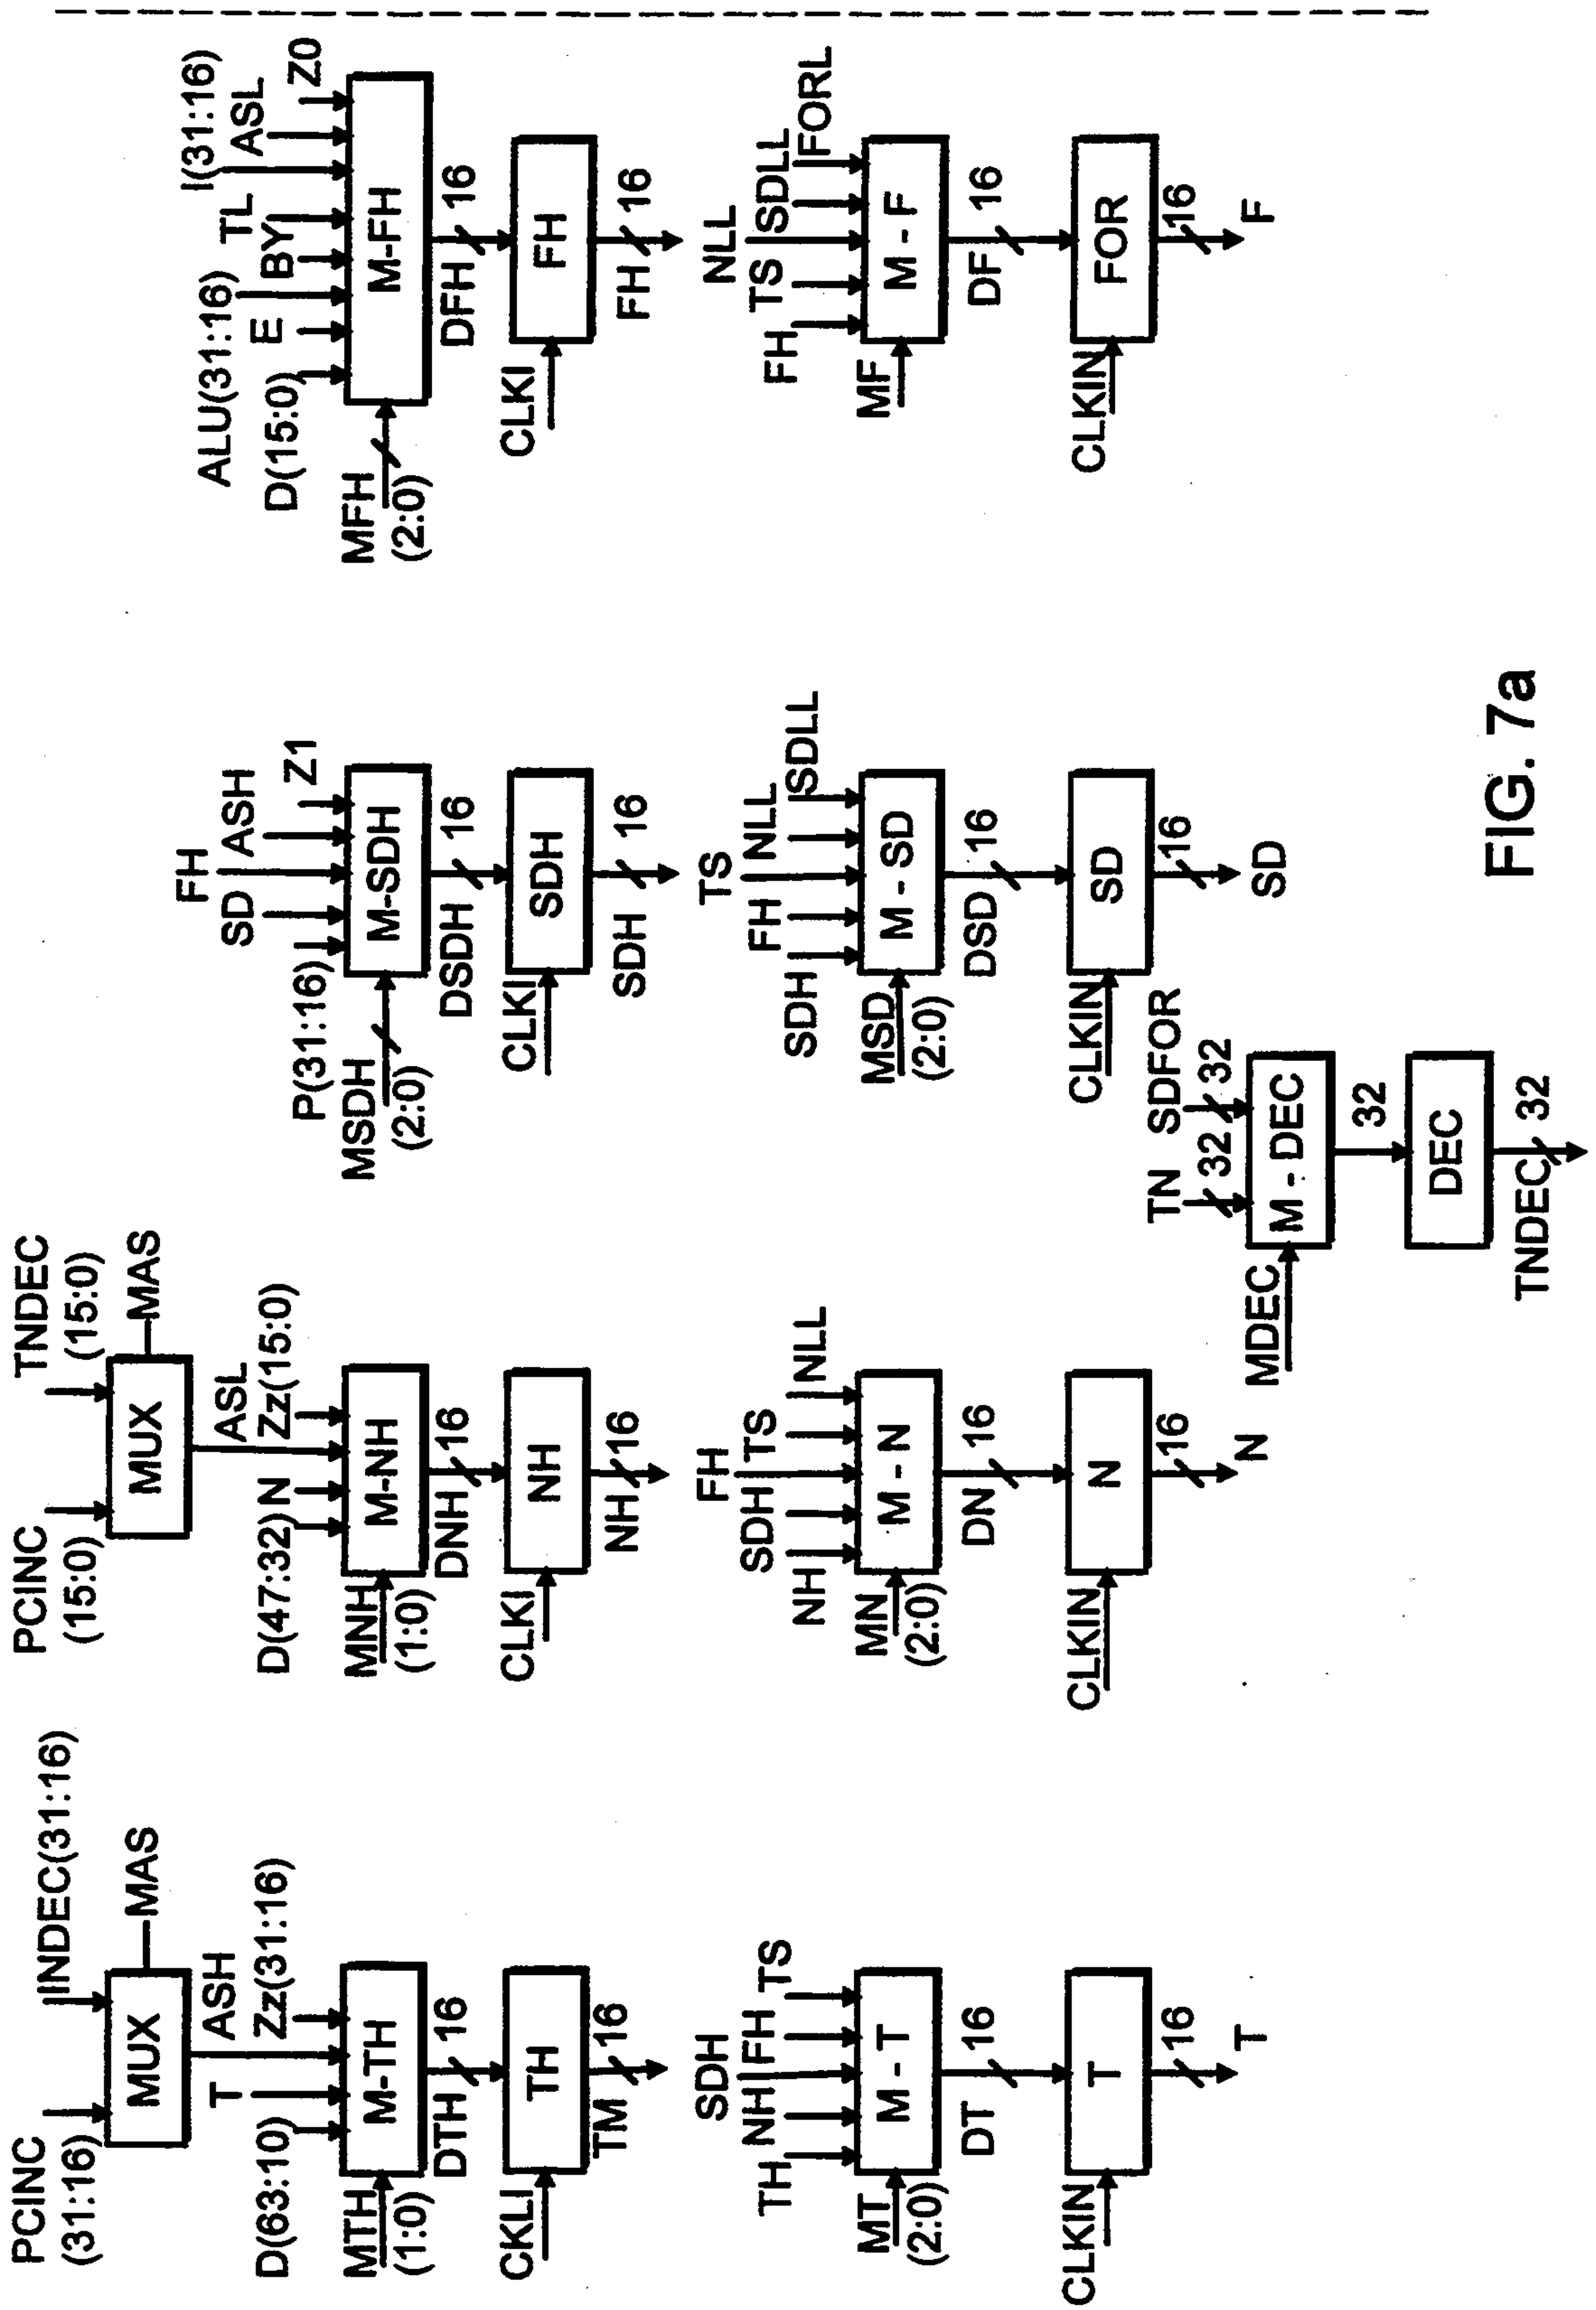 PCINC
(31:16)
INDEC(31:16)
MUX
MAS
ASH
T
D(63:10)
Zz(31:16)
MTH
(1:0)
M-TH
DTH
16
CKLI
TH
TM
16
SDH
TH
NH
FH
TS
MT
(2:0)
M - T
DT
16
CLKIN
T
16
T
PCINC
(15:0)
TNDEC
(15:0)
MUX
MAS
ASL
D(47:32)
N
Zz(15:0)
MNH
(1:0)
M-NH
DNH
16
CLKI
NH
NH
16
FH
NH
SDH
TS
NLL
MN
(2:0)
M - N
DN
16
CLKIN
N
16
N
FH
P(31:16)
SD
ASH
Z1
MSDH
(2:0)
M-SDH
DSDH
16
CLKI
SDH
SDH
16
TS
SDH
FH
NLL
SDLL
MSD
(2:0)
M - SD
DSD
16
CLKIN
SD
16
SD
TN
32
SDFOR
32
MDEC
M - DEC
32
DEC
TNDEC
32
ALU(31:16)
D(15:0)
E
BY
TL
I(31:16)
ASL
Z0
MFH
(2:0)
M-FH
DFH
16
CLKI
FH
FH
16
NLL
FH
TS
SDLL
FORL
MF
M - F
DF
16
CLKIN
FOR
16
F
FIG. 7a